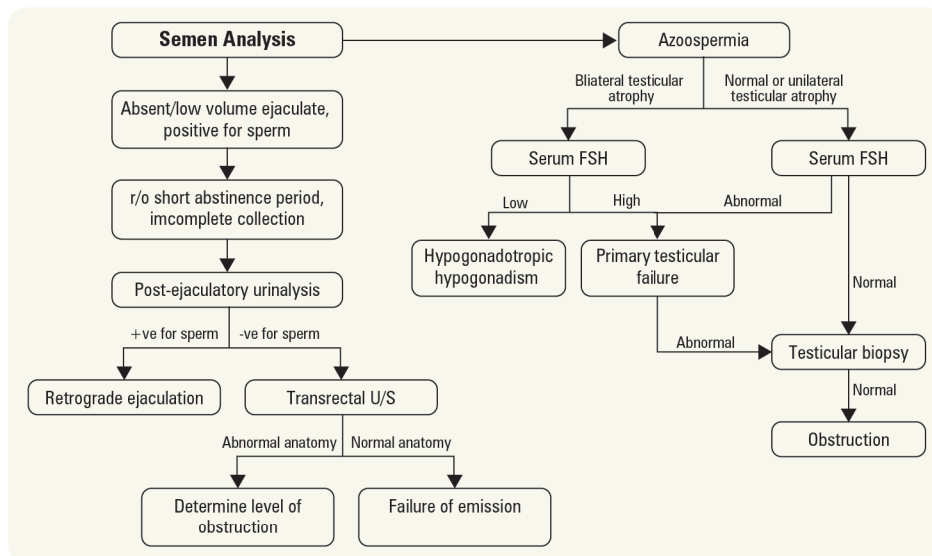 Semen Analysis
Azoospermia
Absent/low volume ejaculate,
positive for sperm
Bliateral testicular
atrophy
Normal or unilateral
testicular atrophy
Serum FSH
Serum FSH
r/o short abstinence period,
imcomplete collection
Low
High
Abnormal
Hypogonadotropic
hypogonadism
Primary testicular
failure
Post-ejaculatory urinalysis
Normal
+ve for sperm
-ve for sperm
Abnormal
Testicular biopsy
Retrograde ejaculation
Transrectal U/S
Normal
Obstruction
Abnormal anatomy
Normal anatomy
Determine level of
obstruction
Failure of emission